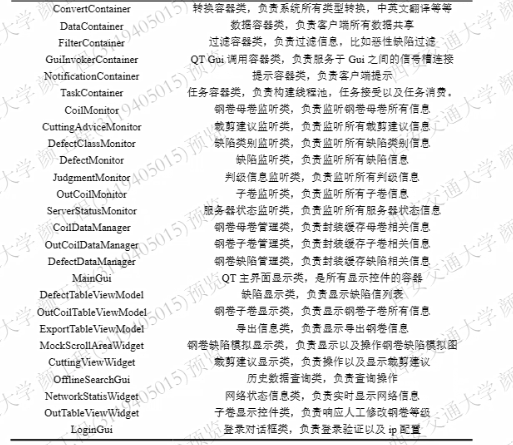 ConvertContainer 转换容器类，负责系统所有类型转换，中英文翻译等等
DataContainer 数据容器类，负责客户端所有数据共享
FilterContainer 过滤容器类，负责过滤信息，比如恶性缺陷过滤
GuiInvokerContainer QT Gui 调用容器类，负责服务于 Gui 之间的信号槽连接
NotificationContainer 提示容器类，负责客户端提示
TaskContainer 任务容器类，负责构建线程池，任务接受以及任务消费。
CoilMonitor 钢卷母卷监听类，负责监听钢卷母卷所有信息
CuttingAdviceMonitor 裁剪建议监听类，负责监听所有裁剪建议信息
DefectClassMonitor 缺陷类别监听类，负责监听所有缺陷类别信息
DefectMonitor 缺陷监听类，负责监听所有缺陷信息
JudgmentMonitor 判级信息监听类，负责监听所有判级信息
OutCoilMonitor 子卷监听类，负责监听所有子卷信息
ServerStatusMonitor 服务器状态监听类，负责监听所有服务器状态信息
CoilDataManager 钢卷母卷管理类，负责封装缓存母卷相关信息
OutCoilDataManager 钢卷子卷管理类，负责封装缓存子卷相关信息
DefectDataManager 钢卷缺陷管理类，负责封装缓存缺陷相关信息
MainGui QT 主界面显示类，是所有显示控件的容器
DefectTableViewModel 缺陷显示类，负责显示缺陷信列表
OutCoilTableViewModel 钢卷子卷显示类，负责显示钢卷子卷所有信息
ExportTableViewModel 导出信息类，负责显示导出钢卷信息
MockScrollAreaWidget 钢卷缺陷模拟显示类，负责显示以及操作钢卷缺陷模拟图
CuttingViewWidget 裁剪建议显示类，负责操作以及显示裁剪建议
OfflineSearchGui 历史数据查询类，负责查询操作
NetworkStatisWidget 网络状态信息类，负责实时显示网络信息
OutTableViewWidget 子卷显示控件类，负责响应人工修改钢卷等级
LoginGui 登录对话框类，负责登录验证以及 ip 配置